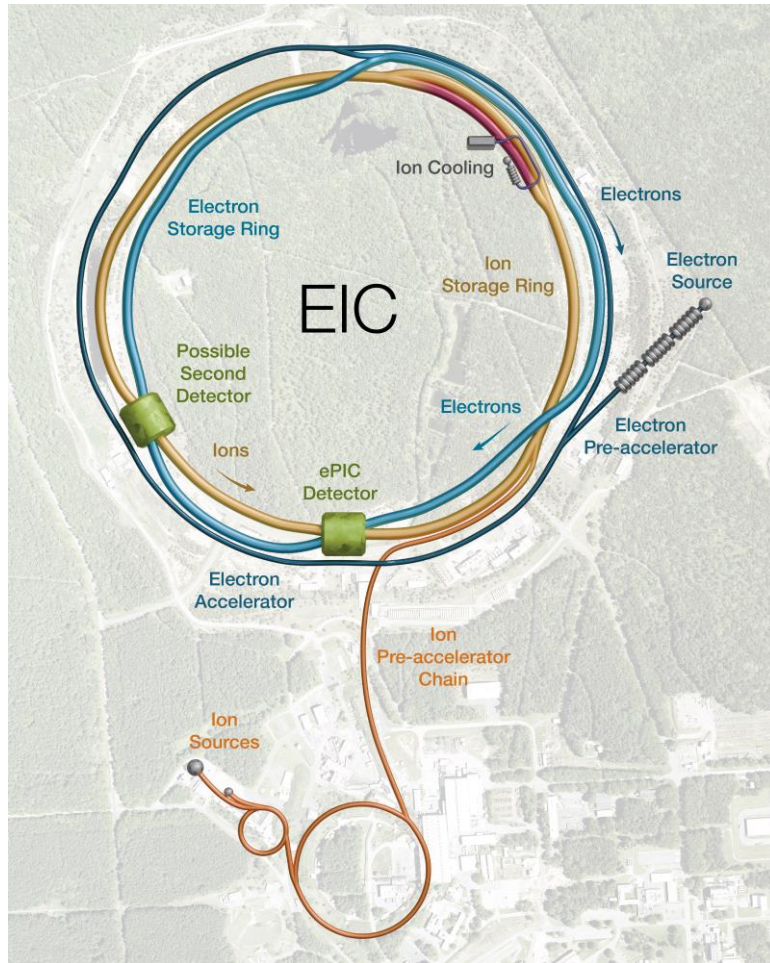 Ion Cooling
Electrons
Electron
Storage Ring
Electron
Source
Ion
Storage Ring
EIC
Possible
Second
Detector
Electrons
Electron
Pre-accelerator
Ions
ePIC
Detector
Electron
Accelerator
Ion
Pre-accelerator
Chain
Ion
Sources